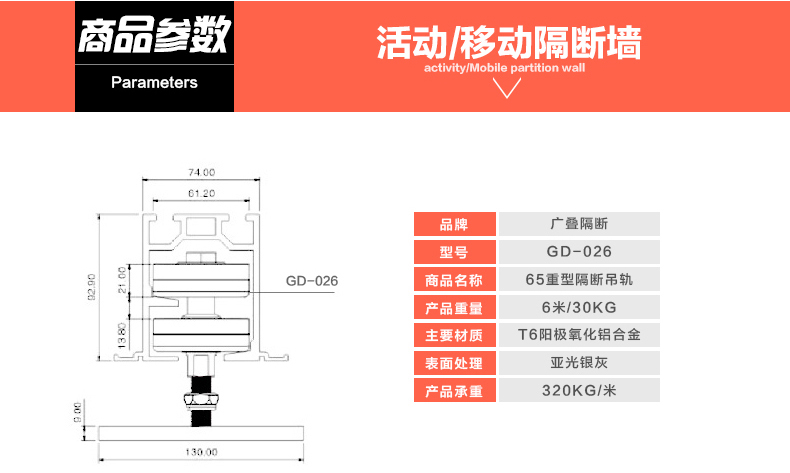 商品参数
Parameters
活动/移动隔断墙
activity/Mobile partition wall
74.00
61.20
92.90
21.00
13.80
GD-026
9.00
130.00
品牌 广叠隔断
型号 GD-026
商品名称 65重型隔断吊轨
产品重量 6米/30KG
主要材质 T6阳极氧化铝合金
表面处理 亚光银灰
产品承重 320KG/米